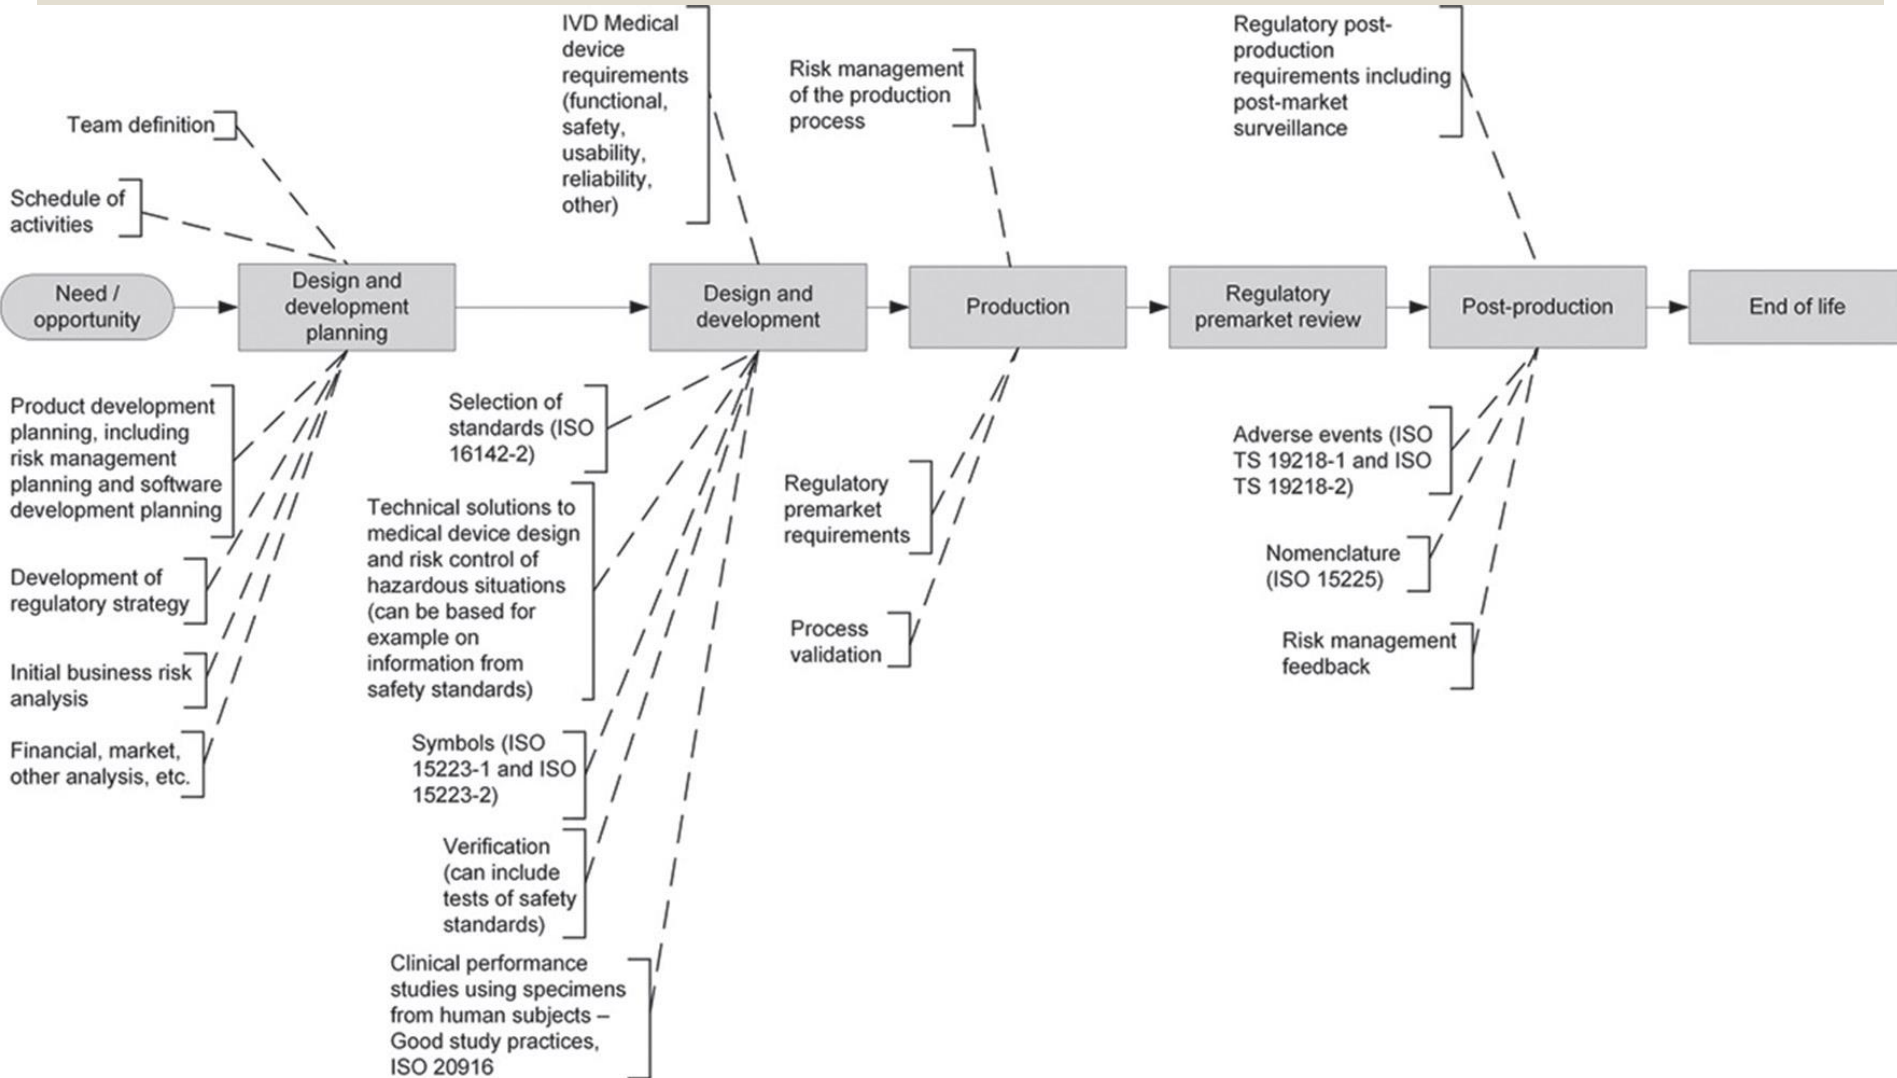 IVD Medical
device
requirements
(functional,
safety,
usability,
reliability,
other)
Risk management
of the production
process
Regulatory post-
production
requirements including
post-market
surveillance
Team definition
Schedule of
activities
Need /
opportunity
Design and
development
planning
Design and
development
Production
Regulatory
premarket review
Post-production
End of life
Product development
planning, including
risk management
planning and software
development planning
Development of
regulatory strategy
Initial business risk
analysis
Financial, market,
other analysis, etc.
Selection of
standards (ISO
16142-2)
Technical solutions to
medical device design
and risk control of
hazardous situations
(can be based for
example on
information from
safety standards)
Symbols (ISO
15223-1 and ISO
15223-2)
Verification
(can include
tests of safety
standards)
Clinical performance
studies using specimens
from human subjects –
Good study practices,
ISO 20916
Regulatory
premarket
requirements
Process
validation
Adverse events (ISO
TS 19218-1 and ISO
TS 19218-2)
Nomenclature
(ISO 15225)
Risk management
feedback